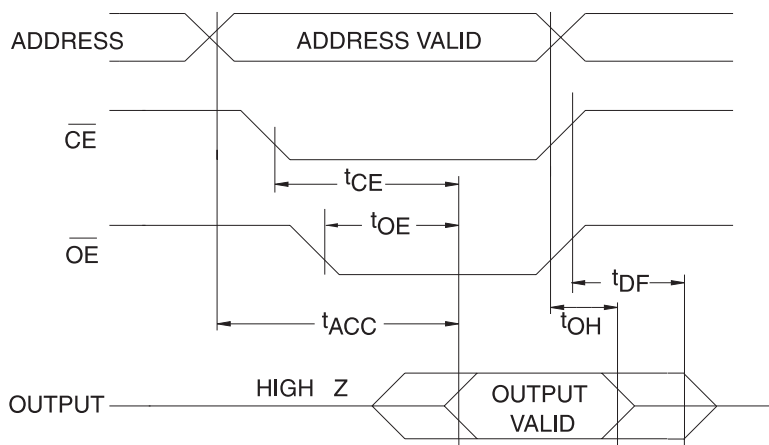 ADDRESS
ADDRESS VALID
CE
tCE
tOE
OE
tDF
tACC
tOH
HIGH Z
OUTPUT
OUTPUT
VALID